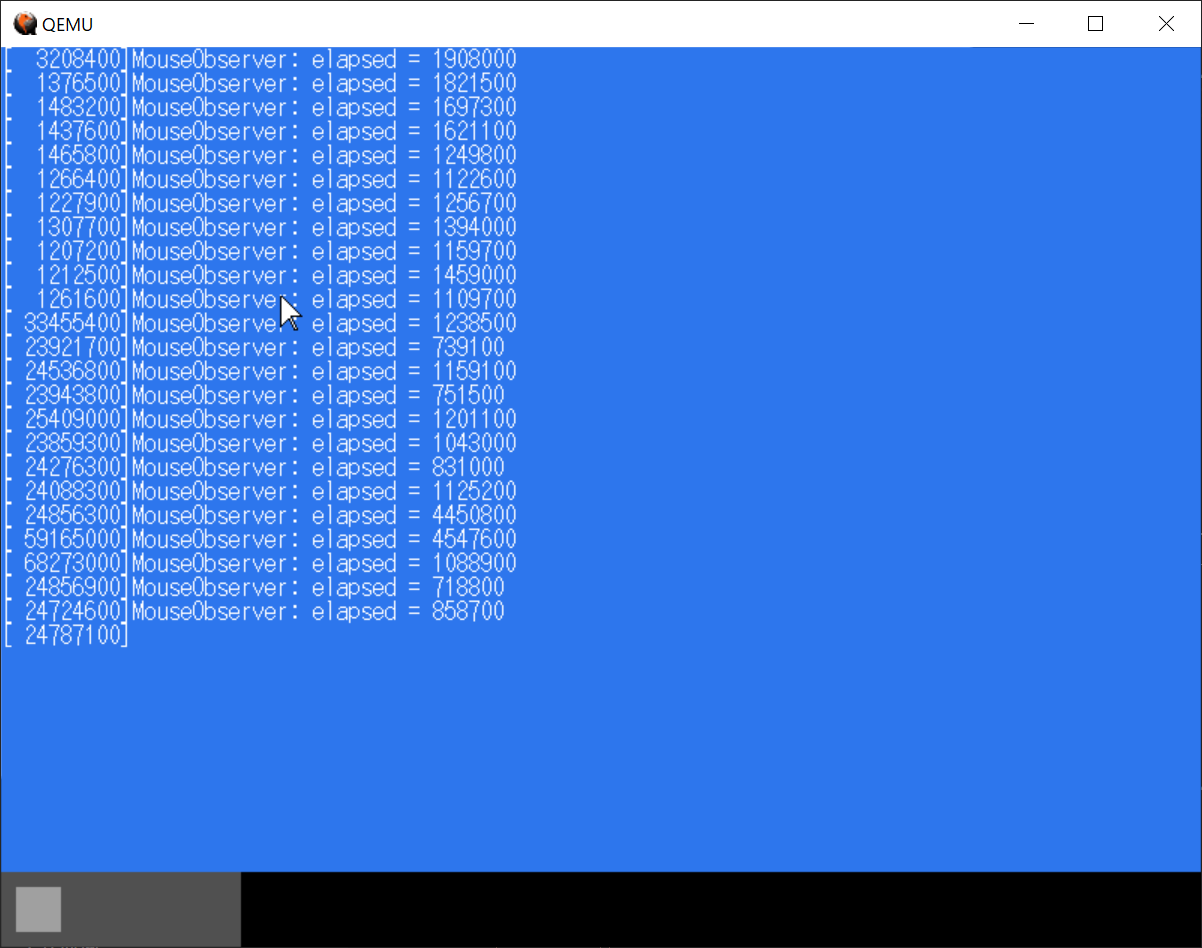 QEMU
[ 3208400]MouseObserver: elapsed = 1908000
[ 1376500]MouseObserver: elapsed = 1821500
[ 1483200]MouseObserver: elapsed = 1697300
[ 1437600]MouseObserver: elapsed = 1621100
[ 1465800]MouseObserver: elapsed = 1249800
[ 1266400]MouseObserver: elapsed = 1122600
[ 1227900]MouseObserver: elapsed = 1256700
[ 1307700]MouseObserver: elapsed = 1394000
[ 1207200]MouseObserver: elapsed = 1159700
[ 1212500]MouseObserver: elapsed = 1459000
[ 1261600]MouseObserver: elapsed = 1109700
[ 33455400]MouseObserver: elapsed = 1238500
[ 23921700]MouseObserver: elapsed = 739100
[ 24536800]MouseObserver: elapsed = 1159100
[ 23943800]MouseObserver: elapsed = 751500
[ 25409000]MouseObserver: elapsed = 1201100
[ 23859300]MouseObserver: elapsed = 1043000
[ 24276300]MouseObserver: elapsed = 831000
[ 24088300]MouseObserver: elapsed = 1125200
[ 24856300]MouseObserver: elapsed = 4450800
[ 59165000]MouseObserver: elapsed = 4547600
[ 68273000]MouseObserver: elapsed = 1088900
[ 24856900]MouseObserver: elapsed = 718800
[ 24724600]MouseObserver: elapsed = 858700
[ 24787100]